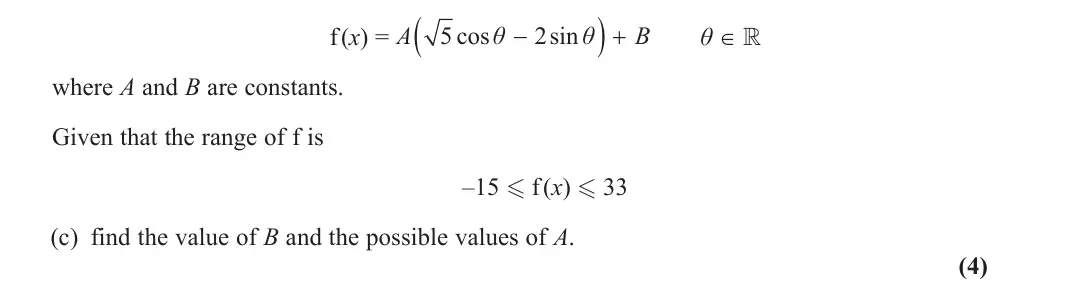 f(x) = A(√5 cos θ − 2 sin θ) + B θ ∈ ℝ
where A and B are constants.
Given that the range of f is
–15 ⩽ f(x) ⩽ 33
(c) find the value of B and the possible values of A.
(4)